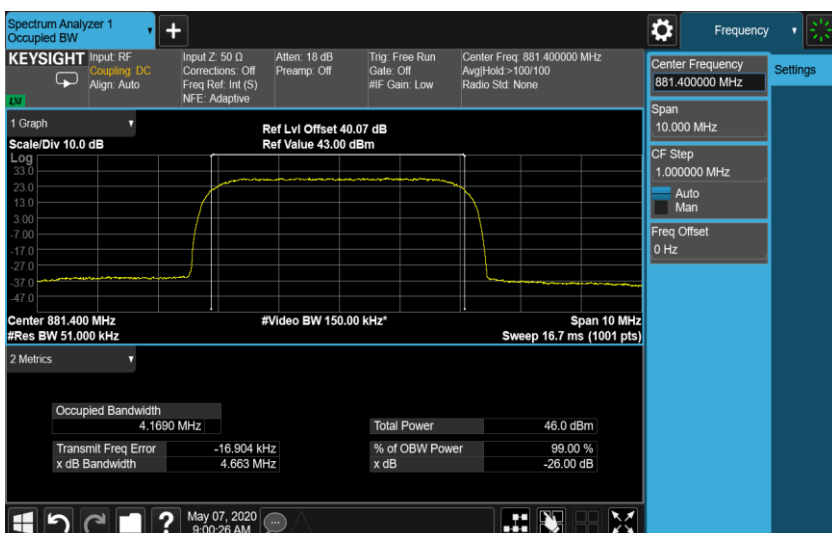 Spectrum Analyzer 1
Occupied BW
+
Frequency
KEYSIGHT
LXI
Input: RF
Coupling: DC
Align: Auto
Input Z: 50 Ω
Corrections: Off
Freq Ref: Int (S)
NFE: Adaptive
Atten: 18 dB
Preamp: Off
Trig: Free Run
Gate: Off
#IF Gain: Low
Center Freq: 881.400000 MHz
Avg|Hold:>100/100
Radio Std: None
Center Frequency
881.400000 MHz
Settings
Span
10.000 MHz
CF Step
1.000000 MHz
Auto
Man
Freq Offset
0 Hz
1 Graph
Scale/Div 10.0 dB
Ref Lvl Offset 40.07 dB
Ref Value 43.00 dBm
Log
33.0
23.0
13.0
3.00
-7.00
-17.0
-27.0
-37.0
-47.0
Center 881.400 MHz
#Video BW 150.00 kHz*
Span 10 MHz
#Res BW 51.000 kHz
Sweep 16.7 ms (1001 pts)
2 Metrics
Occupied Bandwidth
4.1690 MHz
Total Power 46.0 dBm
Transmit Freq Error -16.904 kHz
% of OBW Power 99.00 %
x dB Bandwidth 4.663 MHz
x dB -26.00 dB
?
May 07, 2020
9:00:26 AM